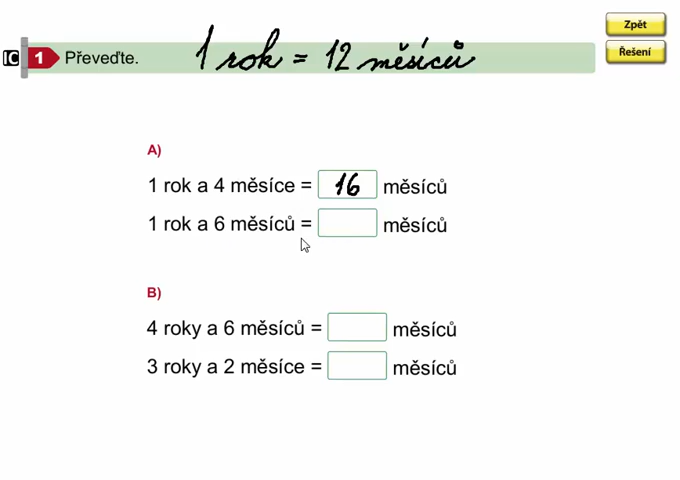 Zpět
1 Převeďte. 1 rok = 12 měsíců
Řešení
A)
1 rok a 4 měsíce = 16 měsíců
1 rok a 6 měsíců = měsíců
B)
4 roky a 6 měsíců = měsíců
3 roky a 2 měsíce = měsíců